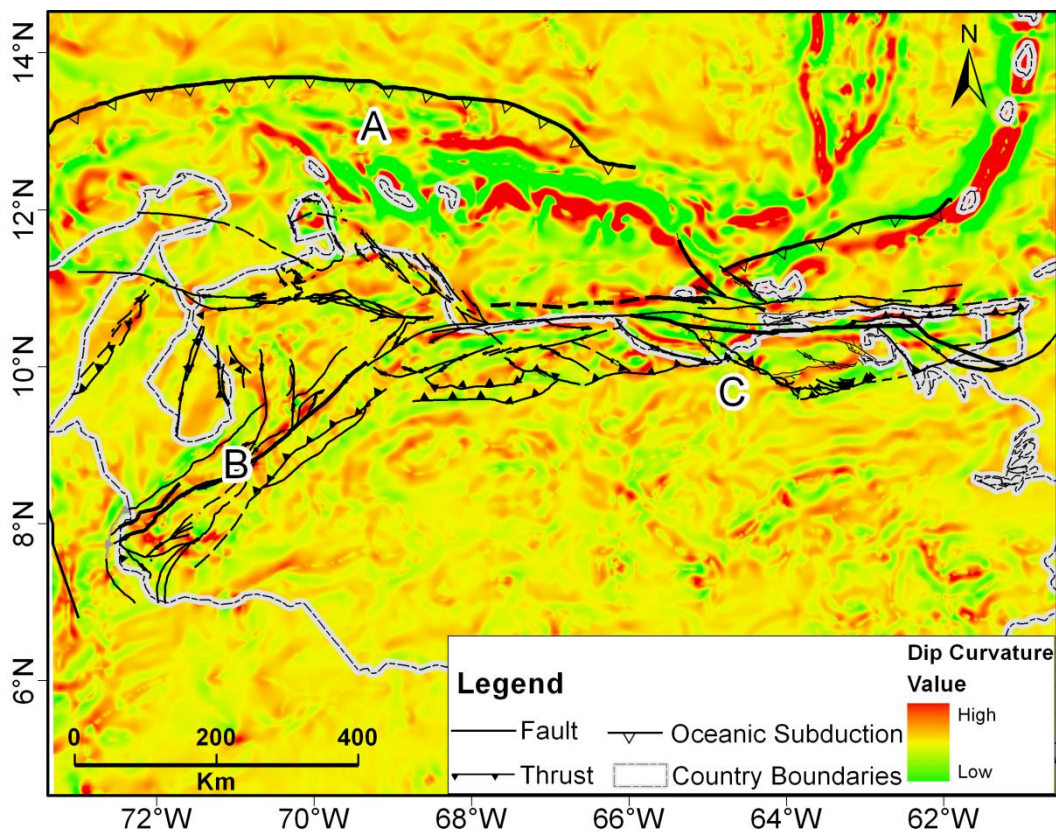 14°N
12°N
10°N
8°N
6°N
N
A
B
C
Legend
Fault
Oceanic Subduction
Thrust
Country Boundaries
Dip Curvature
Value
High
Low
0 200 400
Km
72°W 70°W 68°W 66°W 64°W 62°W